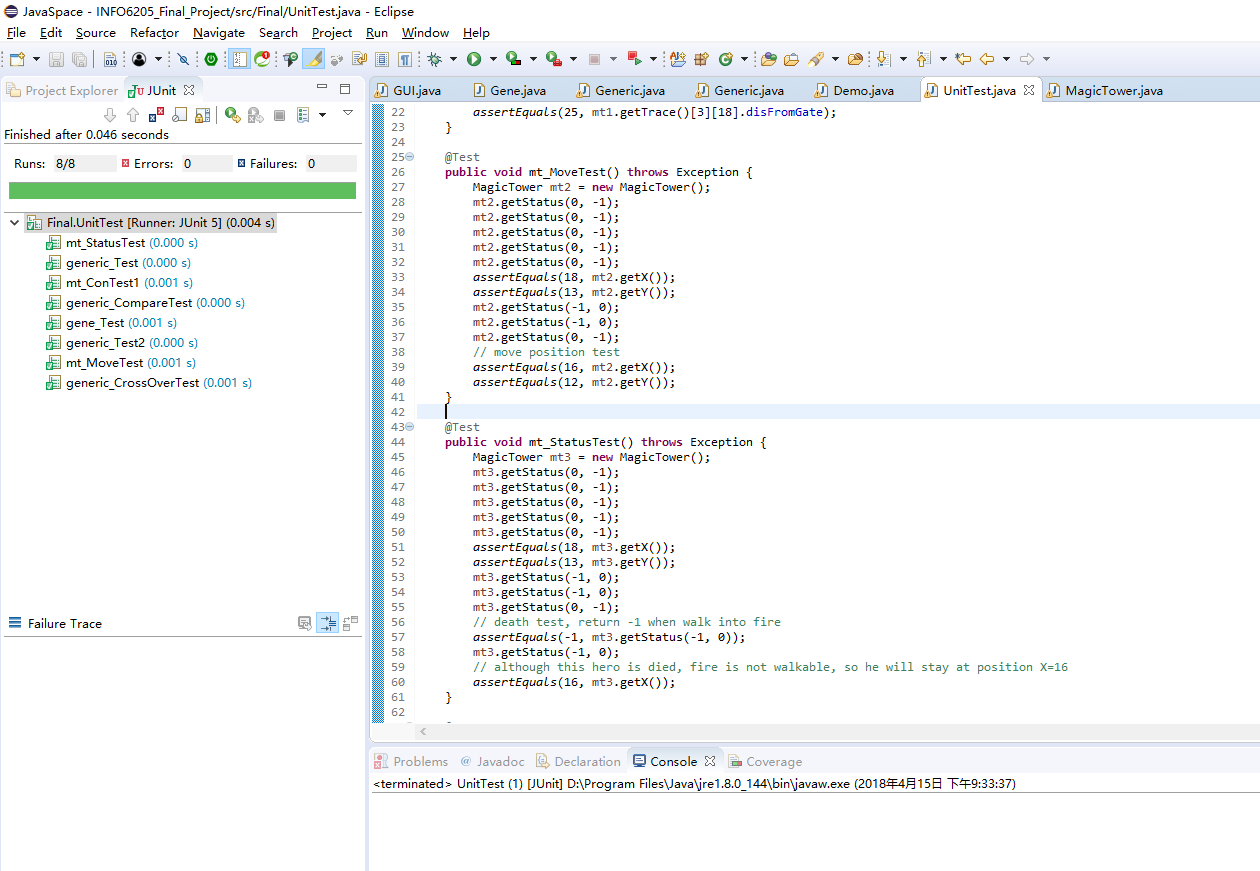 JavaSpace - INFO6205_Final_Project/src/Final/UnitTest.java - Eclipse
File Edit Source Refactor Navigate Search Project Run Window Help
Project Explorer JUnit
Finished after 0.046 seconds
Runs: 8/8 Errors: 0 Failures: 0
Final.UnitTest [Runner: JUnit 5] (0.004 s)
mt_StatusTest (0.000 s)
generic_Test (0.000 s)
mt_ConTest1 (0.001 s)
generic_CompareTest (0.000 s)
gene_Test (0.001 s)
generic_Test2 (0.000 s)
mt_MoveTest (0.001 s)
generic_CrossOverTest (0.001 s)
Failure Trace
GUI.java Gene.java Generic.java Generic.java Demo.java UnitTest.java MagicTower.java
22 assertEquals(25, mt1.getTrace()[3][18].disFromGate);
23 }
24
25 @Test
26 public void mt_MoveTest() throws Exception {
27 MagicTower mt2 = new MagicTower();
28 mt2.getStatus(0, -1);
29 mt2.getStatus(0, -1);
30 mt2.getStatus(0, -1);
31 mt2.getStatus(0, -1);
32 mt2.getStatus(0, -1);
33 assertEquals(18, mt2.getX());
34 assertEquals(13, mt2.getY());
35 mt2.getStatus(-1, 0);
36 mt2.getStatus(-1, 0);
37 mt2.getStatus(0, -1);
38 // move position test
39 assertEquals(16, mt2.getX());
40 assertEquals(12, mt2.getY());
41 }
42
43 @Test
44 public void mt_StatusTest() throws Exception {
45 MagicTower mt3 = new MagicTower();
46 mt3.getStatus(0, -1);
47 mt3.getStatus(0, -1);
48 mt3.getStatus(0, -1);
49 mt3.getStatus(0, -1);
50 mt3.getStatus(0, -1);
51 assertEquals(18, mt3.getX());
52 assertEquals(13, mt3.getY());
53 mt3.getStatus(-1, 0);
54 mt3.getStatus(-1, 0);
55 mt3.getStatus(0, -1);
56 // death test, return -1 when walk into fire
57 assertEquals(-1, mt3.getStatus(-1, 0));
58 mt3.getStatus(-1, 0);
59 // although this hero is died, fire is not walkable, so he will stay at position X=16
60 assertEquals(16, mt3.getX());
61 }
62
Problems @ Javadoc Declaration Console Coverage
<terminated> UnitTest (1) [JUnit] D:\Program Files\Java\jre1.8.0_144\bin\javaw.exe (2018年4月15日 下午9:33:37)